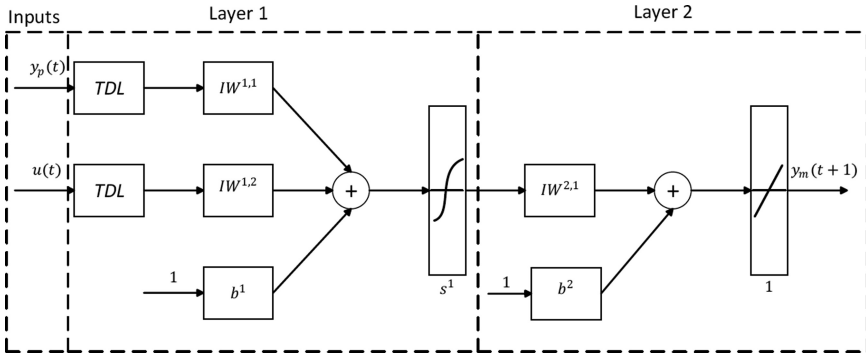 Inputs
Layer 1
Layer 2
y_p(t)
TDL
IW^{1,1}
u(t)
TDL
IW^{1,2}
+
IW^{2,1}
+
y_m(t + 1)
1
b^1
s^1
1
b^2
1